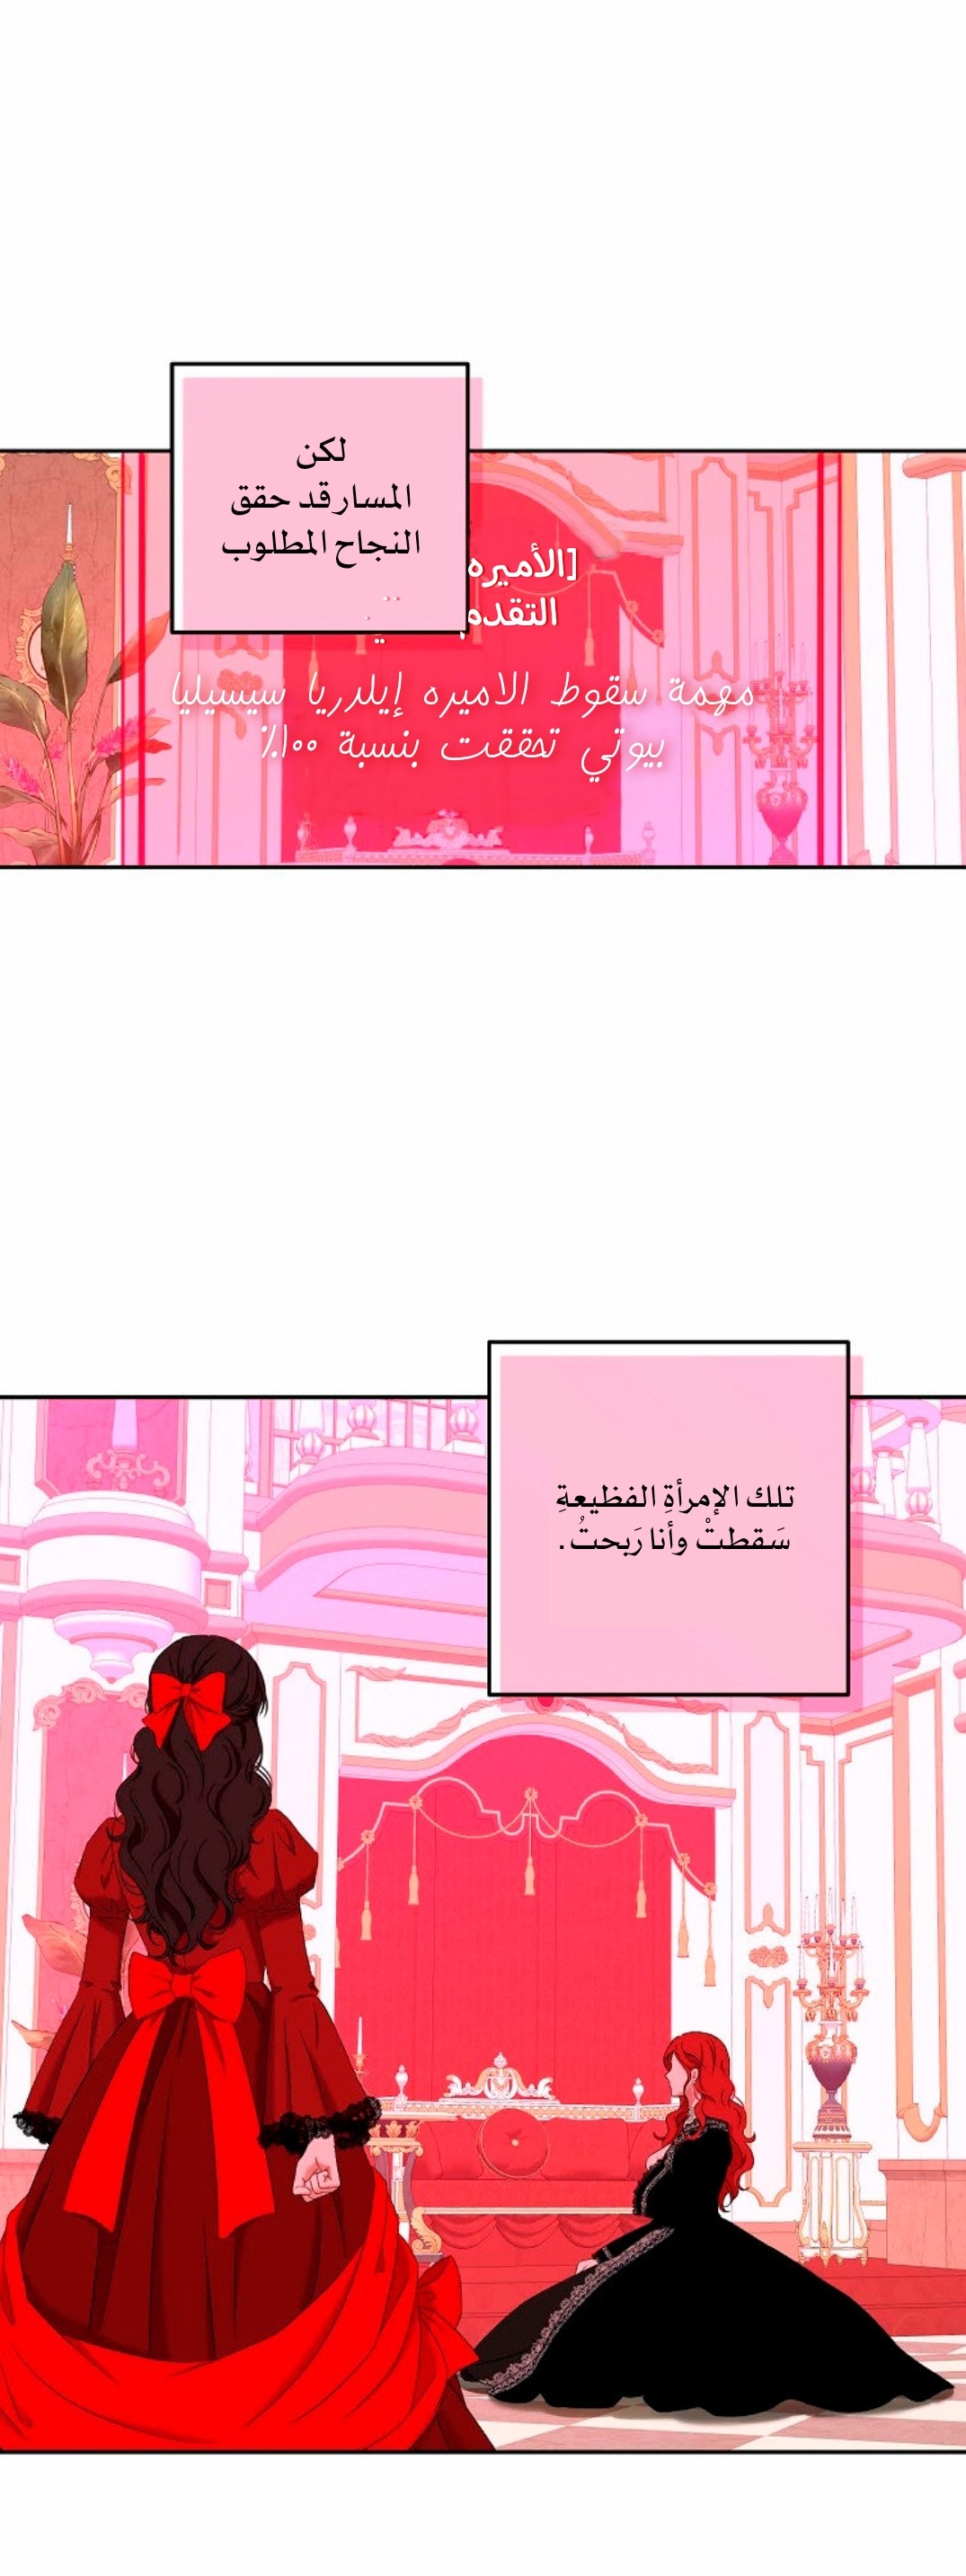 لكن
المسار قد حقق
النجاح المطلوب
[الأميره
التقدم
مهمة سقوط الاميره إيلدريا سيسيليا
بيوتي تحققت بنسبة ١٠٠٪
تلك الإمرأةِ الفظيعةِ
سَقطتْ وأنا رَبحتُ.